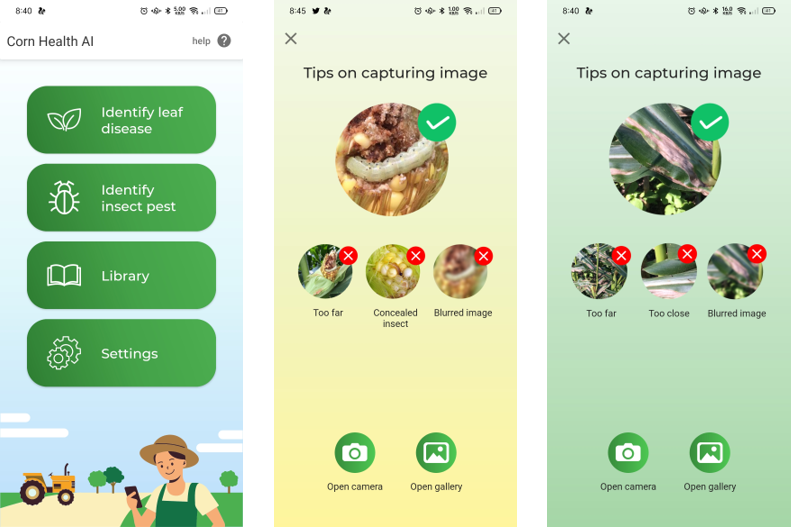 8:40
Corn Health AI
help
Identify leaf
disease
Identify
insect pest
Library
Settings
8:45
Tips on capturing image
Too far
Concealed
insect
Blurred image
Open camera
Open gallery
8:40
Tips on capturing image
Too far
Too close
Blurred image
Open camera
Open gallery